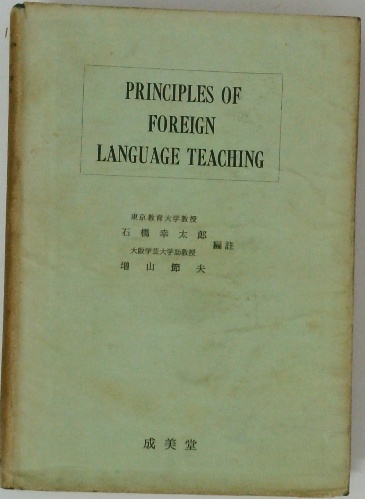 PRINCIPLES OF
FOREIGN
LANGUAGE TEACHING
東京教育大学教授
石橋幸太郎
大阪学芸大学助教授
増山節夫
編註
成美堂